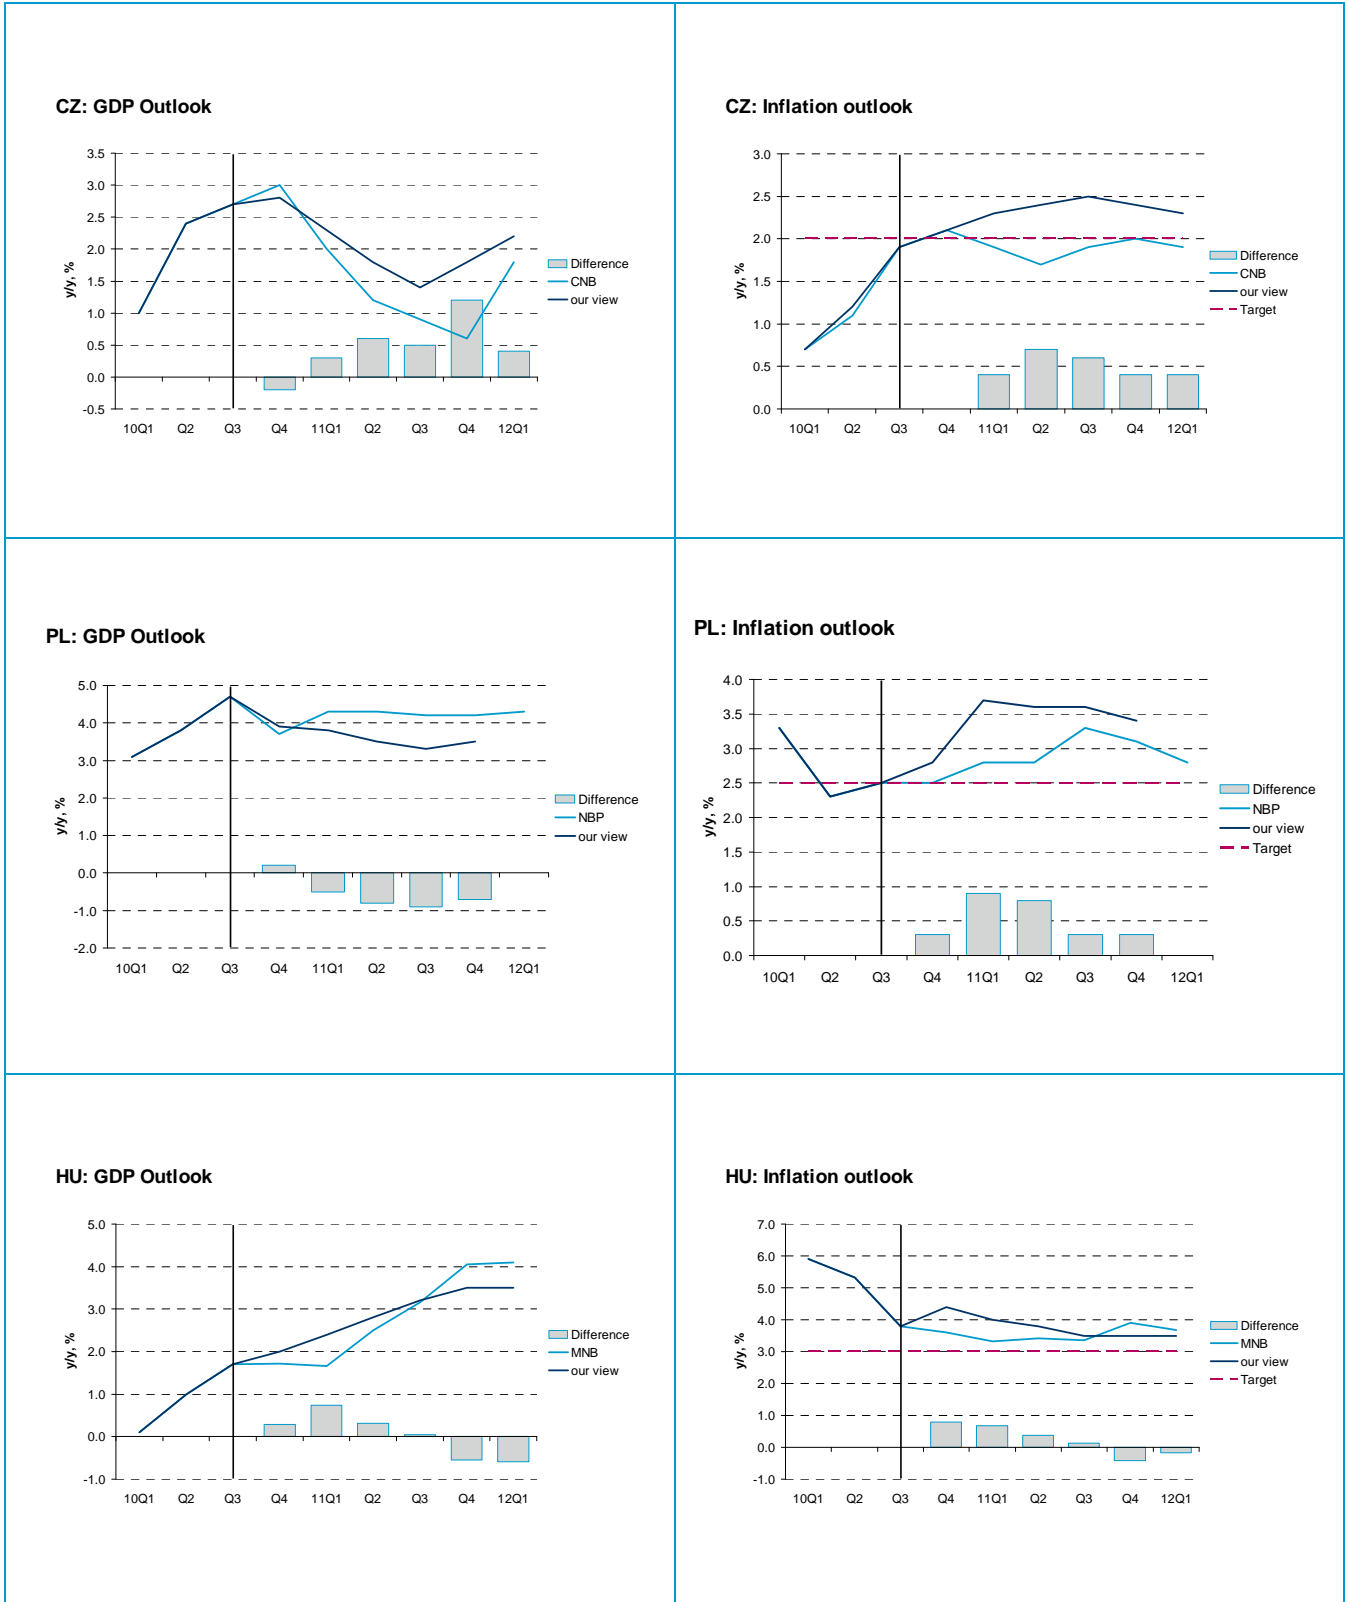 CZ: GDP Outlook
3.5
3.0
2.5
2.0
1.5
1.0
0.5
0.0
-0.5
y/y, %
10Q1 Q2 Q3 Q4 11Q1 Q2 Q3 Q4 12Q1
Difference
CNB
our view
CZ: Inflation outlook
3.0
2.5
2.0
1.5
1.0
0.5
0.0
y/y, %
10Q1 Q2 Q3 Q4 11Q1 Q2 Q3 Q4 12Q1
Difference
CNB
our view
Target
PL: GDP Outlook
5.0
4.0
3.0
2.0
1.0
0.0
-1.0
-2.0
y/y, %
10Q1 Q2 Q3 Q4 11Q1 Q2 Q3 Q4 12Q1
Difference
NBP
our view
PL: Inflation outlook
4.0
3.5
3.0
2.5
2.0
1.5
1.0
0.5
0.0
y/y, %
10Q1 Q2 Q3 Q4 11Q1 Q2 Q3 Q4 12Q1
Difference
NBP
our view
Target
HU: GDP Outlook
5.0
4.0
3.0
2.0
1.0
0.0
-1.0
y/y, %
10Q1 Q2 Q3 Q4 11Q1 Q2 Q3 Q4 12Q1
Difference
MNB
our view
HU: Inflation outlook
7.0
6.0
5.0
4.0
3.0
2.0
1.0
0.0
-1.0
y/y, %
10Q1 Q2 Q3 Q4 11Q1 Q2 Q3 Q4 12Q1
Difference
MNB
our view
Target